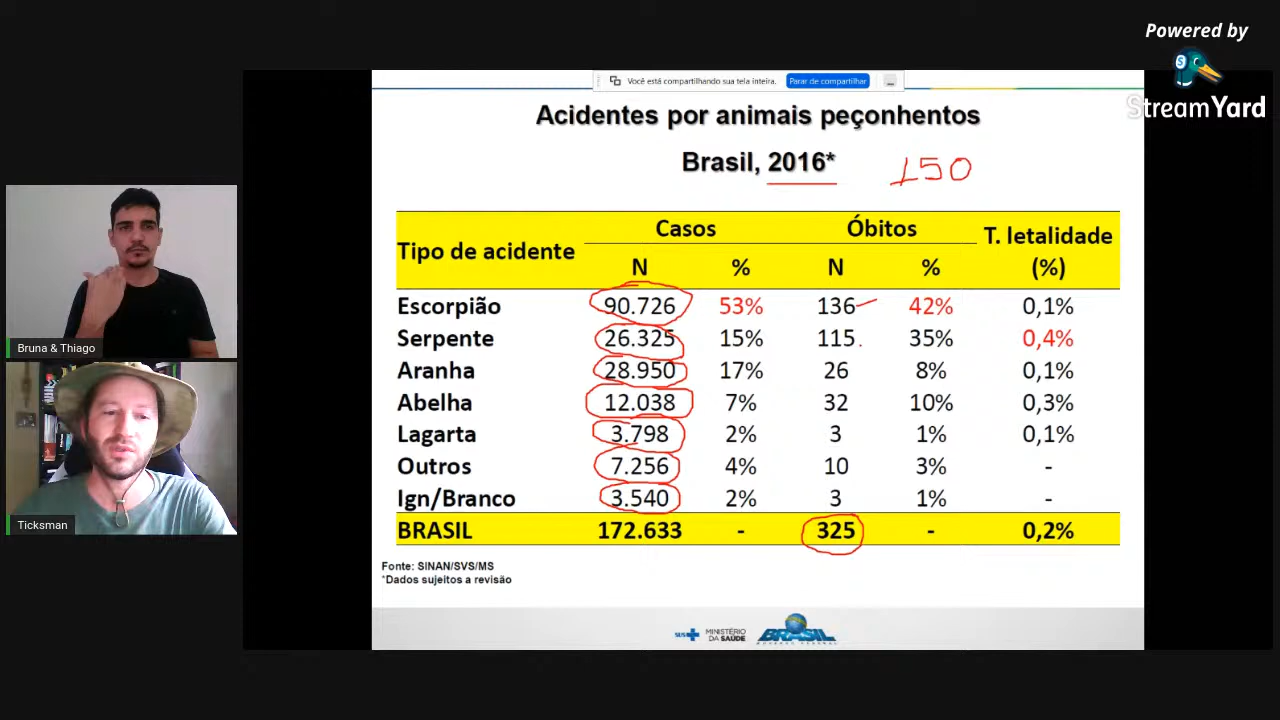 Powered by
StreamYard
Você está compartilhando sua tela inteira. Parar de compartilhar
Acidentes por animais peçonhentos
Brasil, 2016* 150
Tipo de acidente Casos Óbitos T. letalidade (%)
N % N %
Escorpião 90.726 53% 136 42% 0,1%
Serpente 26.325 15% 115 35% 0,4%
Aranha 28.950 17% 26 8% 0,1%
Abelha 12.038 7% 32 10% 0,3%
Lagarta 3.798 2% 3 1% 0,1%
Outros 7.256 4% 10 3% -
Ign/Branco 3.540 2% 3 1% -
BRASIL 172.633 - 325 - 0,2%
Fonte: SINAN/SVS/MS
*Dados sujeitos a revisão
SUS MINISTÉRIO DA SAÚDE BRASIL GOVERNO FEDERAL
Bruna & Thiago
Ticksman